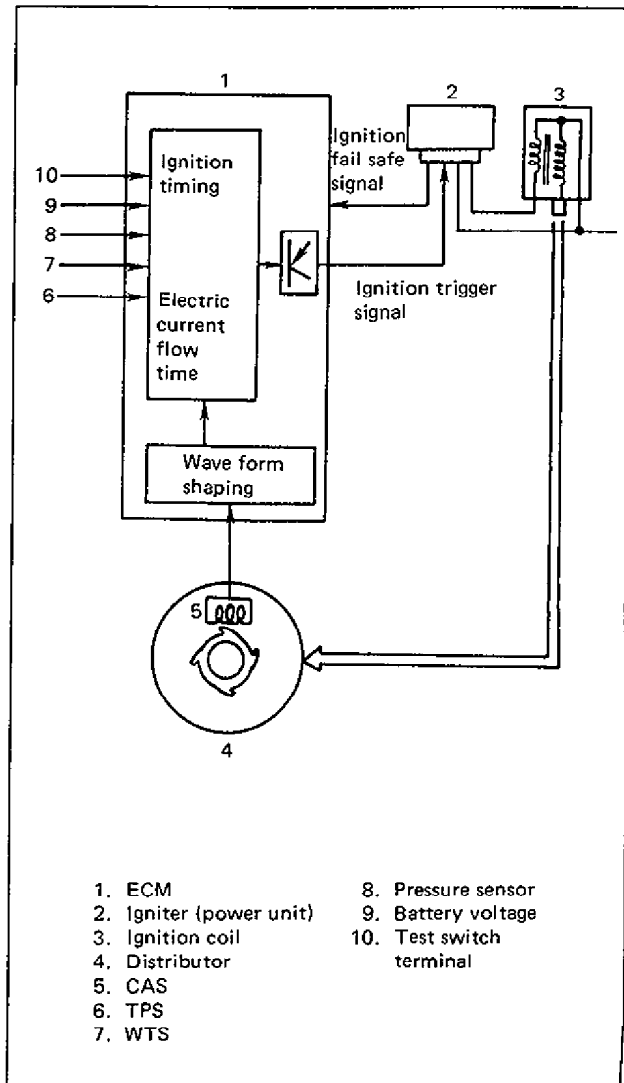 1
2
3
Ignition
fail safe
signal
Ignition
timing
10
9
8
7
6
Electric
current
flow
time
Ignition trigger
signal
Wave form
shaping
5
4
1. ECM
2. Igniter (power unit)
3. Ignition coil
4. Distributor
5. CAS
6. TPS
7. WTS
8. Pressure sensor
9. Battery voltage
10. Test switch
terminal